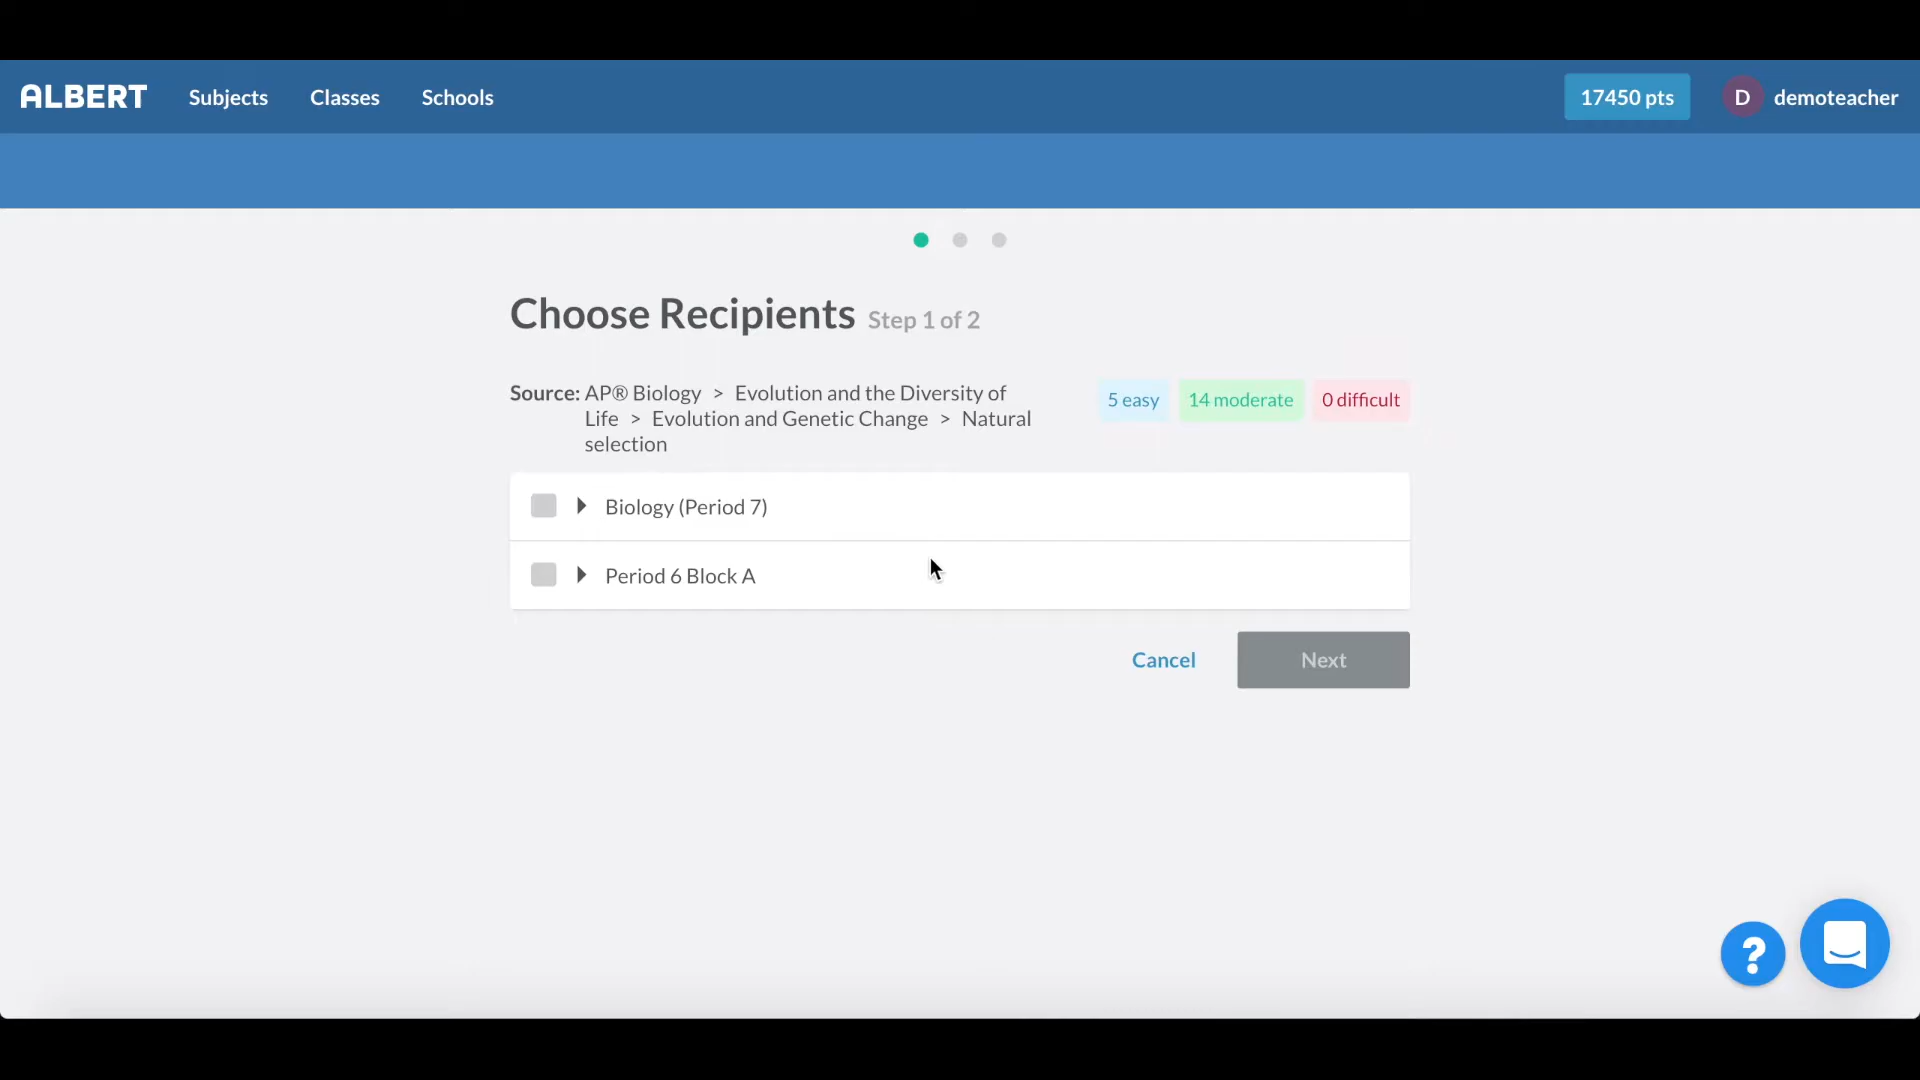 ALBERT Subjects Classes Schools 17450 pts D demoteacher
Choose Recipients Step 1 of 2
Source: AP® Biology > Evolution and the Diversity of
Life > Evolution and Genetic Change > Natural
selection
5 easy 14 moderate 0 difficult
Biology (Period 7)
Period 6 Block A
Cancel Next
?